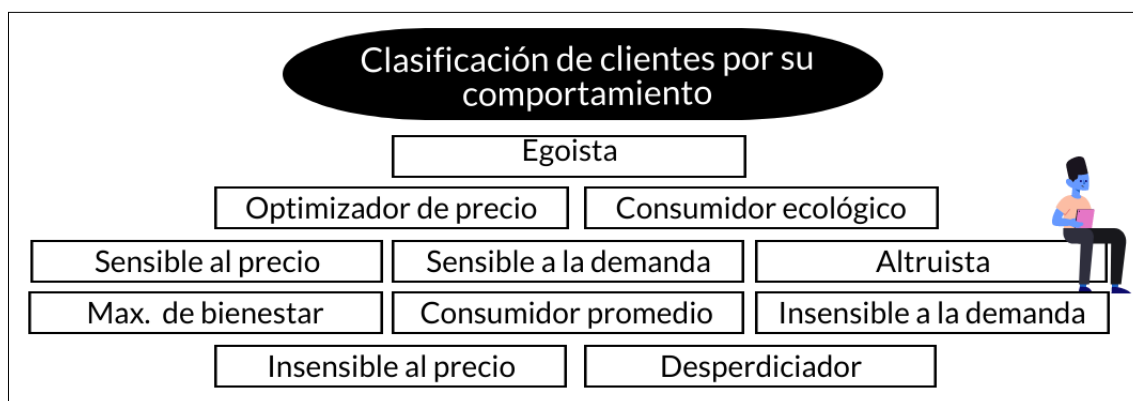 Clasificación de clientes por su
comportamiento
Egoista
Optimizador de precio
Consumidor ecológico
Sensible al precio
Sensible a la demanda
Altruista
Max. de bienestar
Consumidor promedio
Insensible a la demanda
Insensible al precio
Desperdiciador